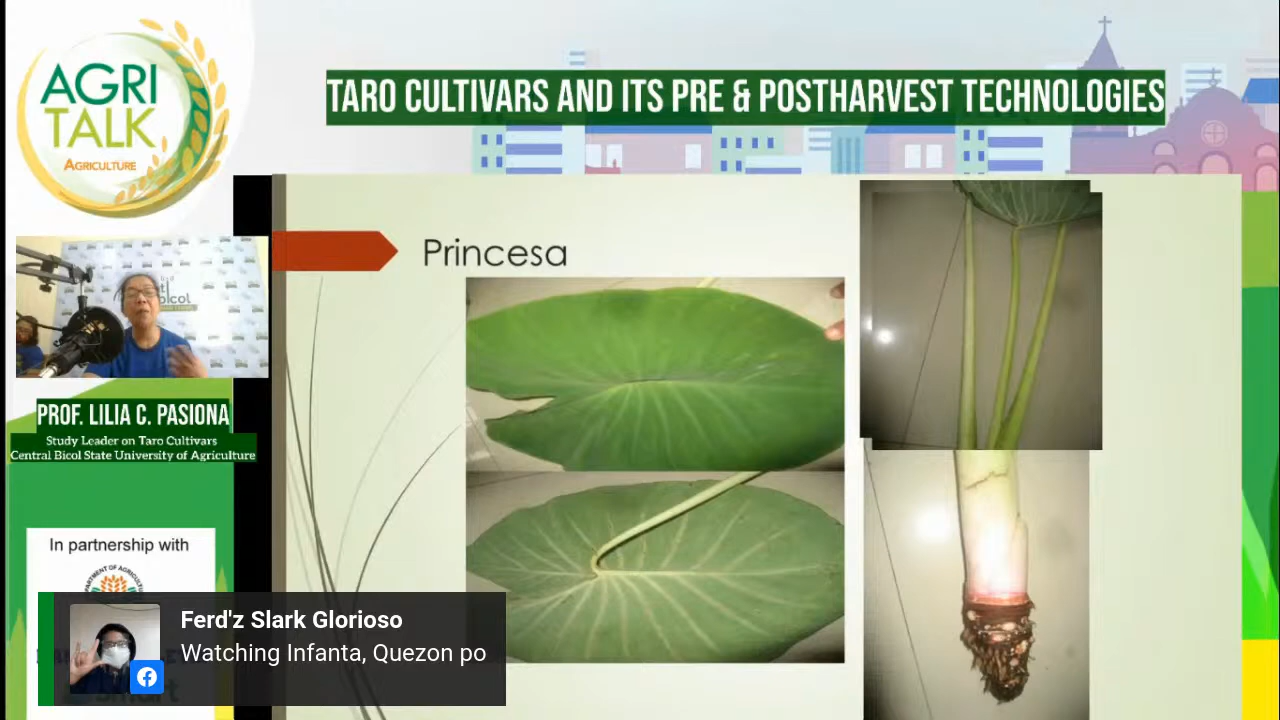 AGRI
TALK
AGRICULTURE
TARO CULTIVARS AND ITS PRE & POSTHARVEST TECHNOLOGIES
Princesa
PROF. LILIA C. PASIONA
Study Leader on Taro Cultivars
Central Bicol State University of Agriculture
In partnership with
Ferd'z Slark Glorioso
Watching Infanta, Quezon po